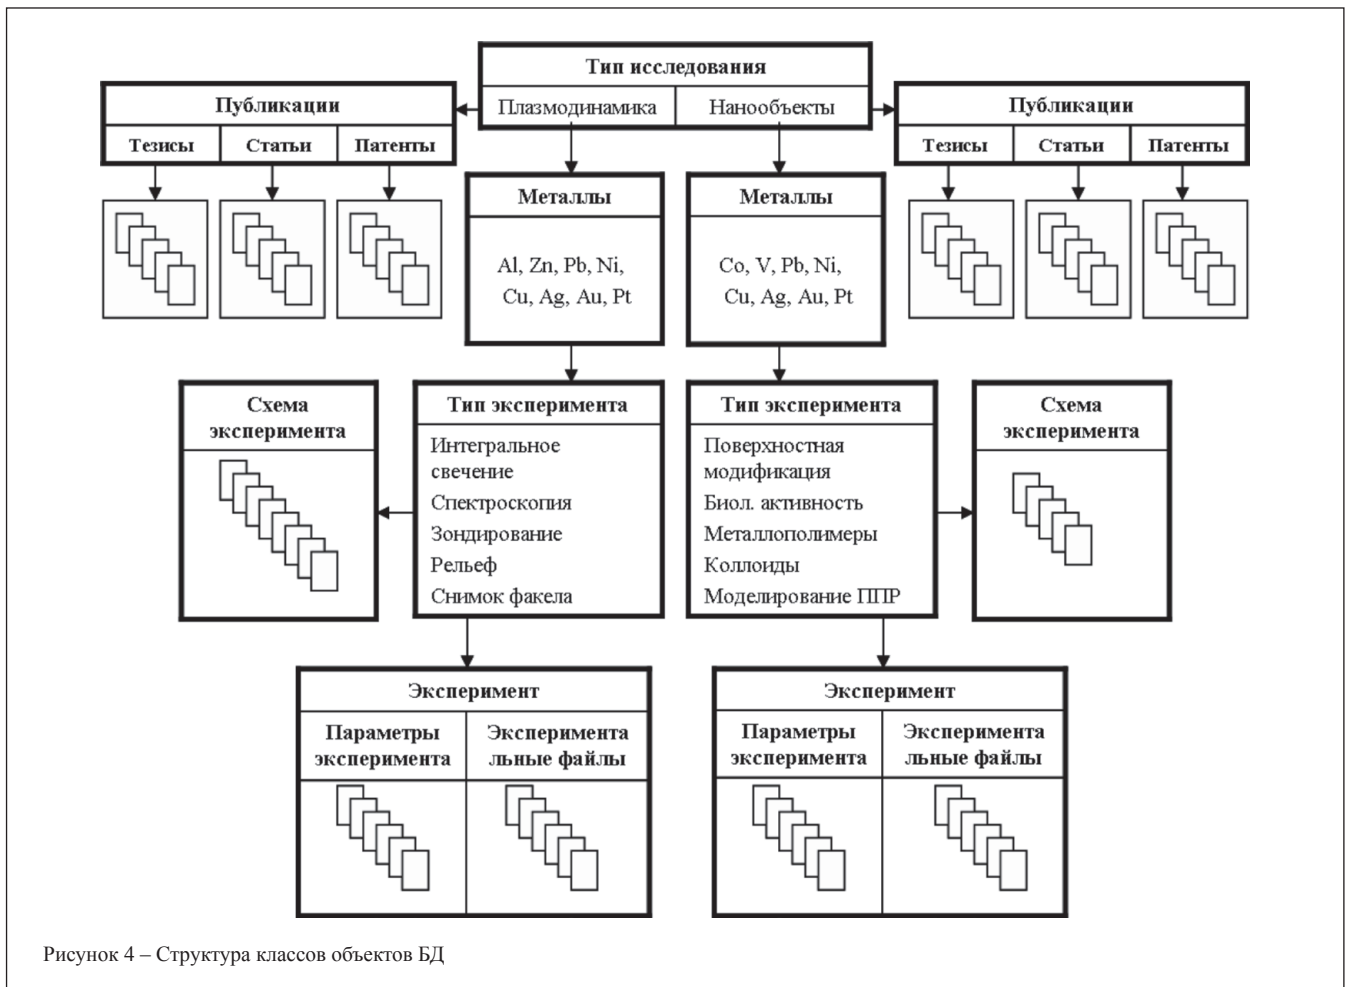 Тип исследования
Плазмодинамика
Нанообъекты
Публикации
Тезисы
Статьи
Патенты
Публикации
Тезисы
Статьи
Патенты
Металлы
Al, Zn, Pb, Ni,
Cu, Ag, Au, Pt
Металлы
Co, V, Pb, Ni,
Cu, Ag, Au, Pt
Схема
эксперимента
Тип эксперимента
Интегральное
свечение
Спектроскопия
Зондирование
Рельеф
Снимок факела
Тип эксперимента
Поверхностная
модификация
Биол. активность
Металлополимеры
Коллоиды
Моделирование ППР
Схема
эксперимента
Эксперимент
Параметры
эксперимента
Эксперимента
льные файлы
Эксперимент
Параметры
эксперимента
Эксперимента
льные файлы
Рисунок 4 – Структура классов объектов БД